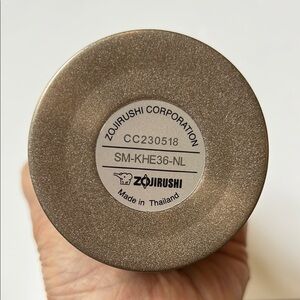 ZOJIRUSHI CORPORATION
CC230518
SM-KHE36-NL
ZOJIRUSHI
Made in Thailand